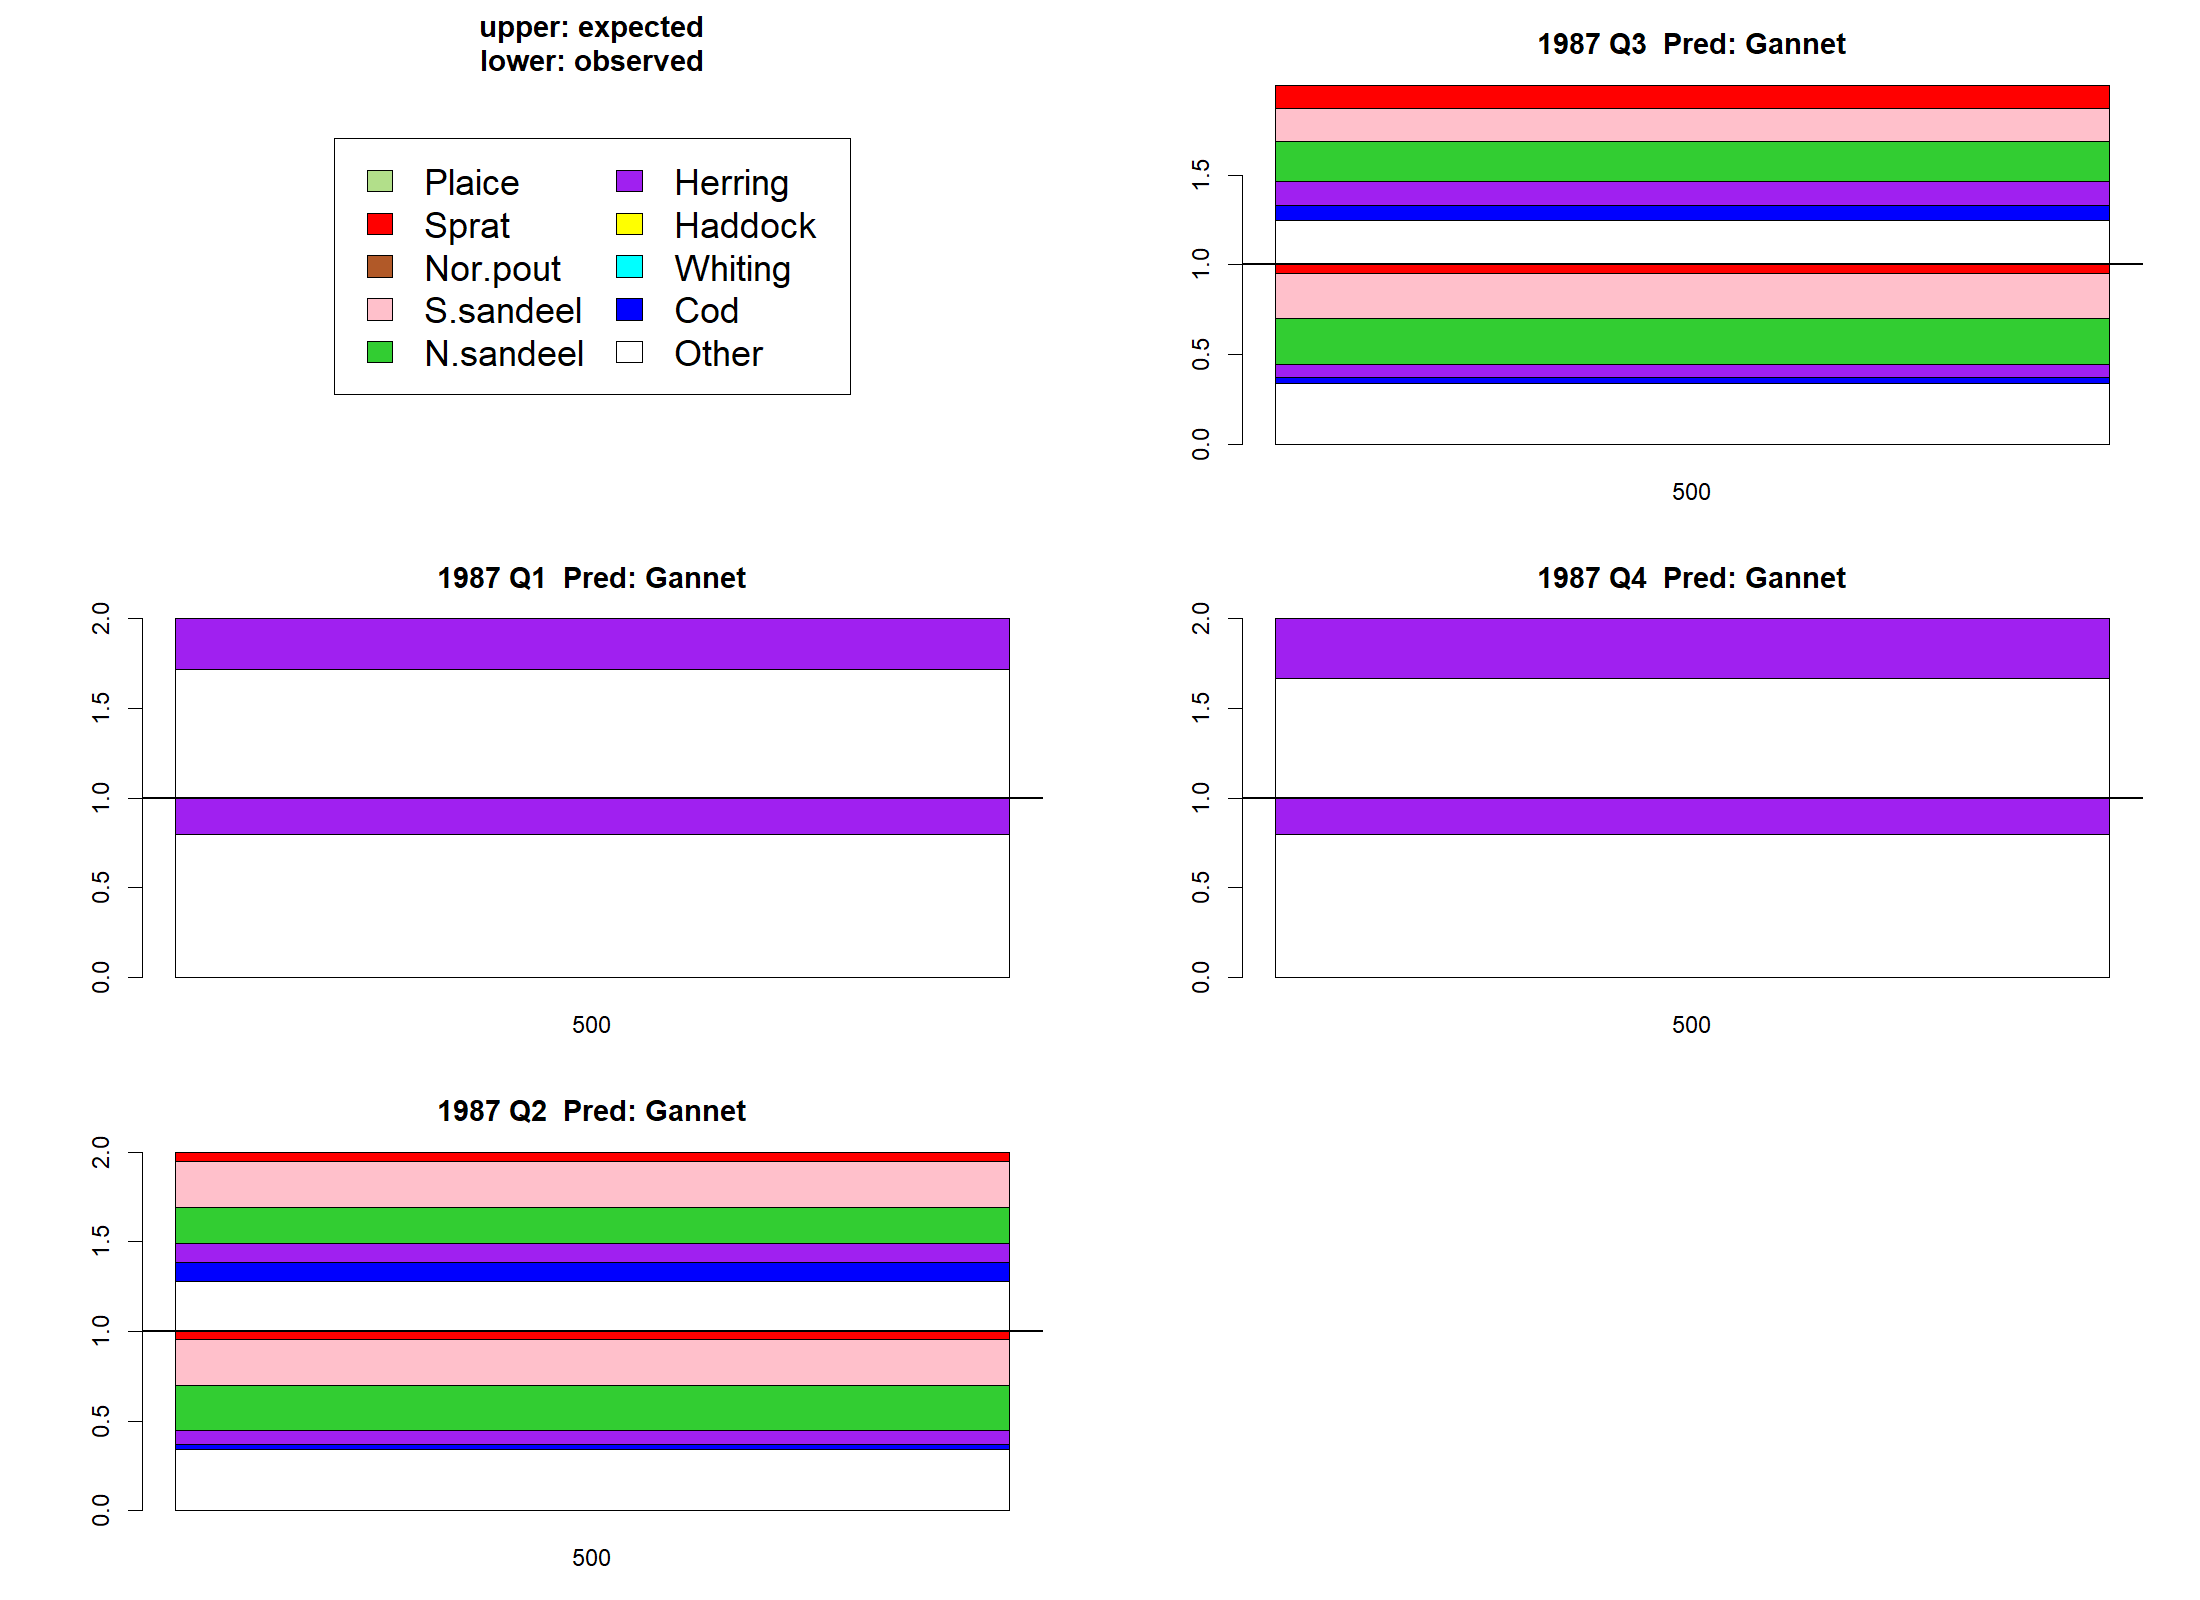 upper: expected
lower: observed
Plaice
Sprat
Nor.pout
S.sandeel
N.sandeel
Herring
Haddock
Whiting
Cod
Other
1987 Q3  Pred: Gannet
0.0
0.5
1.0
1.5
500
1987 Q1  Pred: Gannet
0.0
0.5
1.0
1.5
2.0
500
1987 Q4  Pred: Gannet
0.0
0.5
1.0
1.5
2.0
500
1987 Q2  Pred: Gannet
0.0
0.5
1.0
1.5
2.0
500